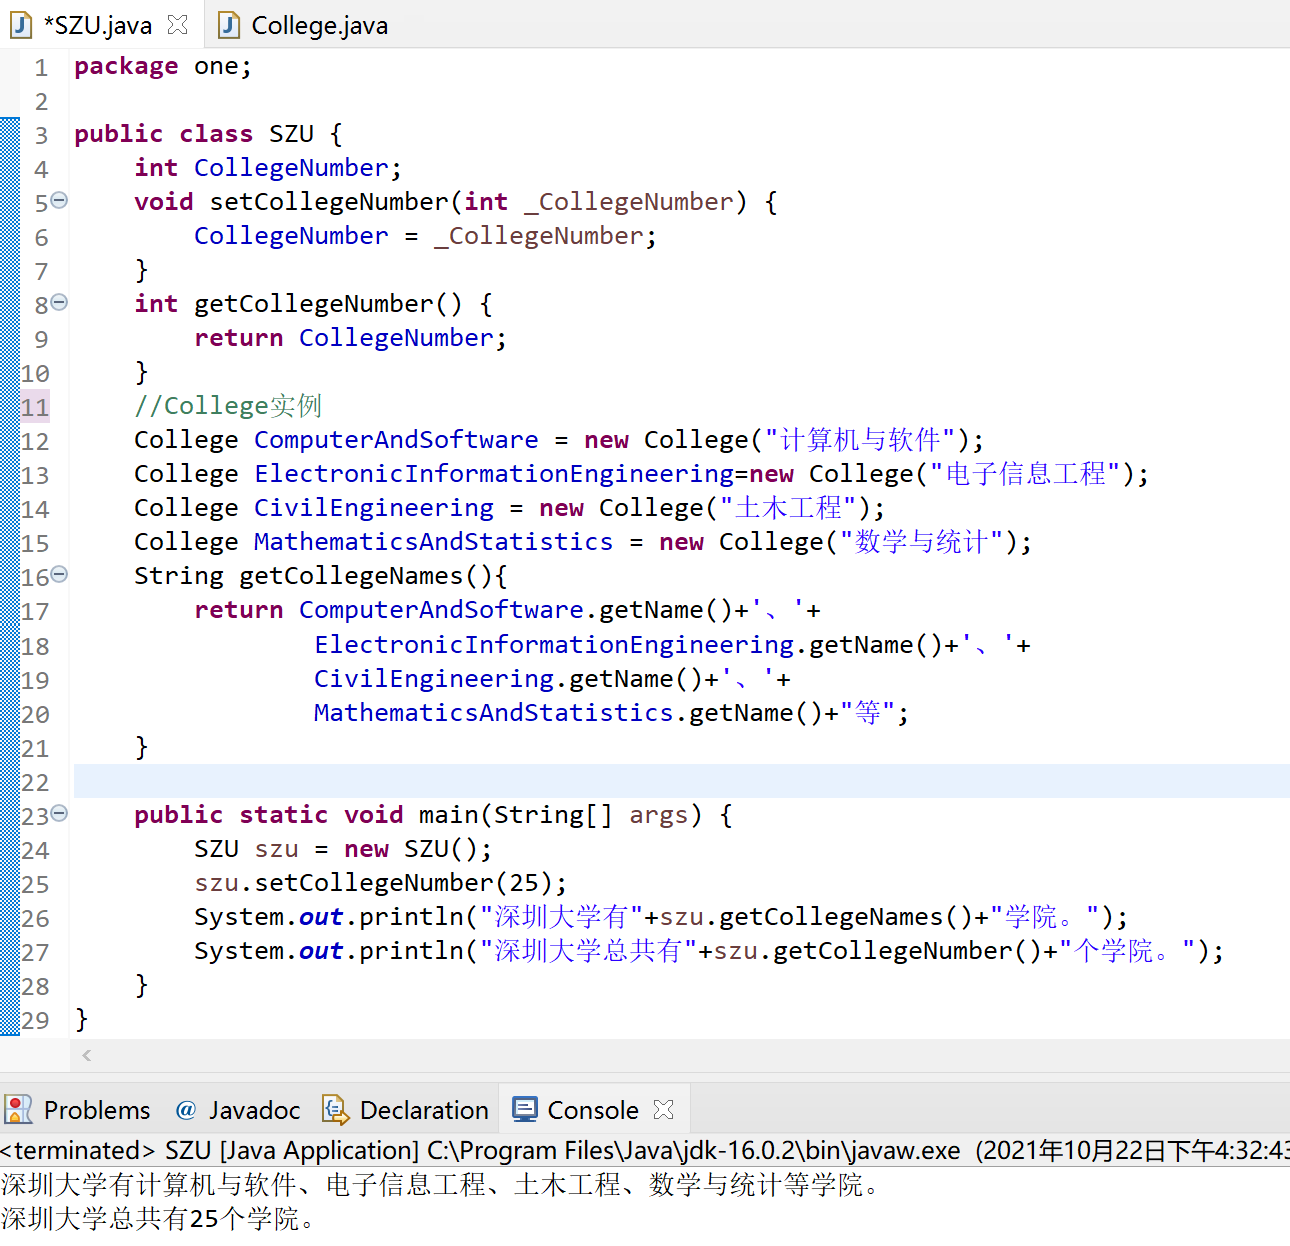 *SZU.java College.java
1 package one;
2
3 public class SZU {
4     int CollegeNumber;
5     void setCollegeNumber(int _CollegeNumber) {
6         CollegeNumber = _CollegeNumber;
7     }
8     int getCollegeNumber() {
9         return CollegeNumber;
10     }
11     //College实例
12     College ComputerAndSoftware = new College("计算机与软件");
13     College ElectronicInformationEngineering=new College("电子信息工程");
14     College CivilEngineering = new College("土木工程");
15     College MathematicsAndStatistics = new College("数学与统计");
16     String getCollegeNames(){
17         return ComputerAndSoftware.getName()+'、'+
18                 ElectronicInformationEngineering.getName()+'、'+
19                 CivilEngineering.getName()+'、'+
20                 MathematicsAndStatistics.getName()+"等";
21     }
22
23     public static void main(String[] args) {
24         SZU szu = new SZU();
25         szu.setCollegeNumber(25);
26         System.out.println("深圳大学有"+szu.getCollegeNames()+"学院。");
27         System.out.println("深圳大学总共有"+szu.getCollegeNumber()+"个学院。");
28     }
29 }
Problems @ Javadoc Declaration Console
<terminated> SZU [Java Application] C:\Program Files\Java\jdk-16.0.2\bin\javaw.exe (2021年10月22日下午4:32:43
深圳大学有计算机与软件、电子信息工程、土木工程、数学与统计等学院。
深圳大学总共有25个学院。